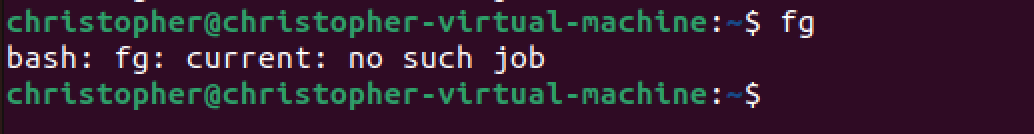 christopher@christopher-virtual-machine:~$ fg
bash: fg: current: no such job
christopher@christopher-virtual-machine:~$